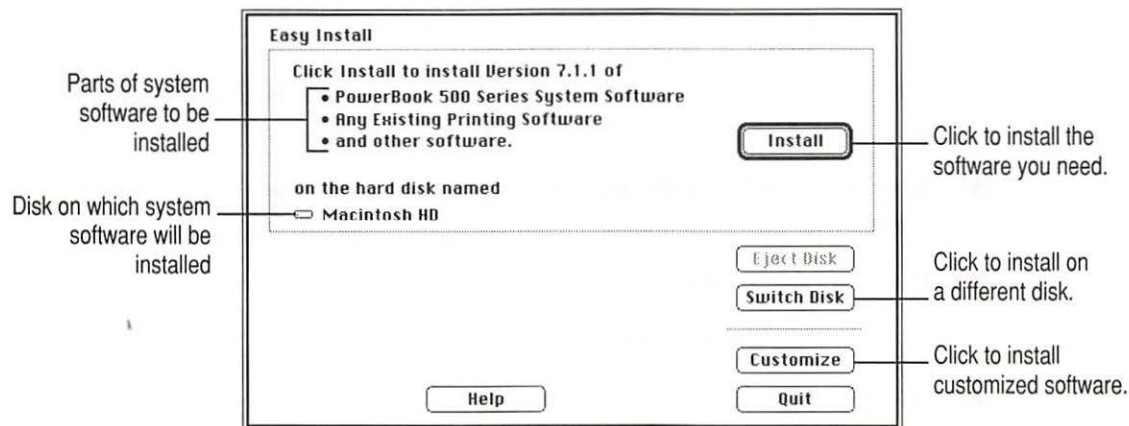 Easy Install
Click Install to install Version 7.1.1 of
• PowerBook 500 Series System Software
• Any Existing Printing Software
• and other software.
on the hard disk named
Macintosh HD
Install
Eject Disk
Switch Disk
Customize
Help
Quit
Parts of system
software to be
installed
Disk on which system
software will be
installed
Click to install the
software you need.
Click to install on
a different disk.
Click to install
customized software.